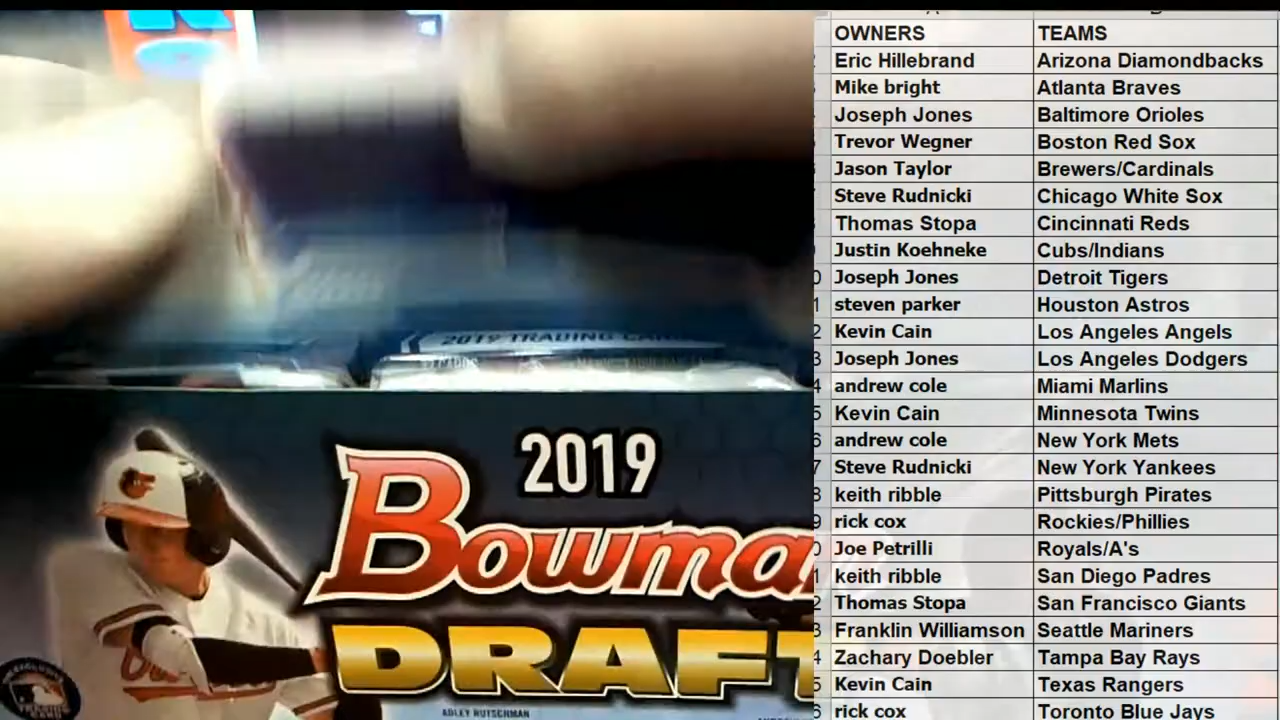 OWNERS TEAMS
Eric Hillebrand Arizona Diamondbacks
Mike bright Atlanta Braves
Joseph Jones Baltimore Orioles
Trevor Wegner Boston Red Sox
Jason Taylor Brewers/Cardinals
Steve Rudnicki Chicago White Sox
Thomas Stopa Cincinnati Reds
Justin Koehneke Cubs/Indians
Joseph Jones Detroit Tigers
steven parker Houston Astros
Kevin Cain Los Angeles Angels
Joseph Jones Los Angeles Dodgers
andrew cole Miami Marlins
Kevin Cain Minnesota Twins
andrew cole New York Mets
Steve Rudnicki New York Yankees
keith ribble Pittsburgh Pirates
rick cox Rockies/Phillies
Joe Petrilli Royals/A's
keith ribble San Diego Padres
Thomas Stopa San Francisco Giants
Franklin Williamson Seattle Mariners
Zachary Doebler Tampa Bay Rays
Kevin Cain Texas Rangers
rick cox Toronto Blue Jays
2019 TRADING
2019
Bowma
DRAFT
ADLEY RUTSCHMAN